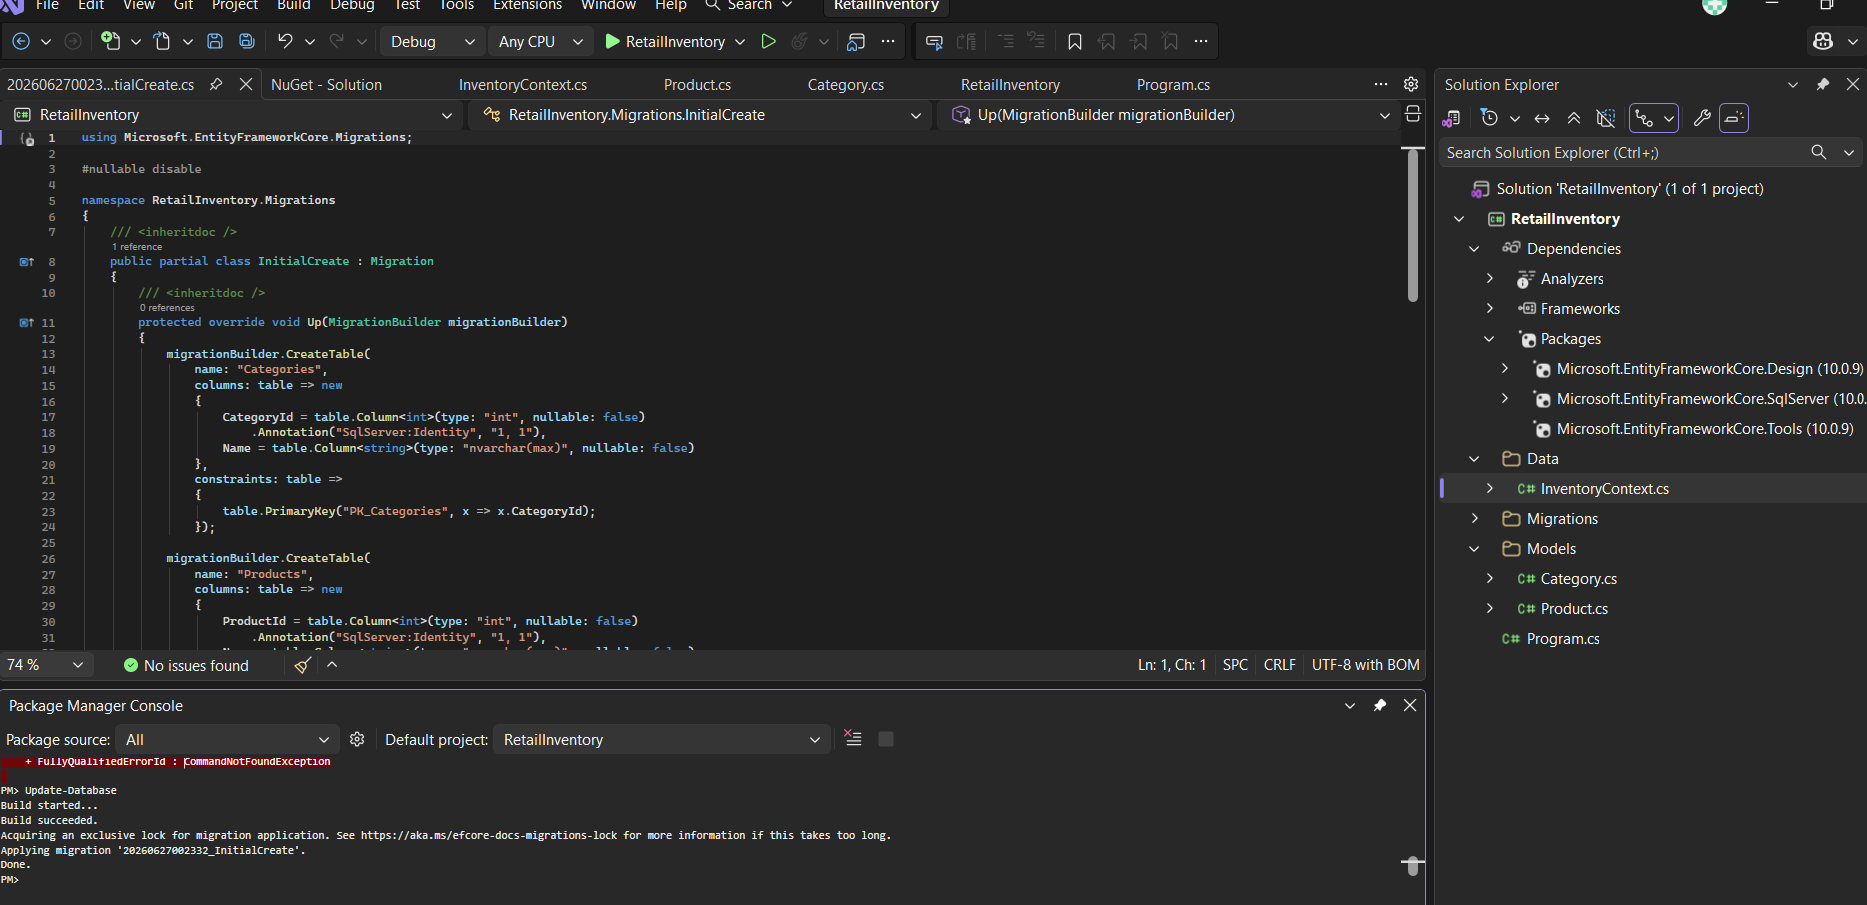 File Edit View Git Project Build Debug Test Tools Extensions Window Help Search RetailInventory
Debug Any CPU RetailInventory
202606270023...tialCreate.cs NuGet - Solution InventoryContext.cs Product.cs Category.cs RetailInventory Program.cs
RetailInventory RetailInventory.Migrations.InitialCreate Up(MigrationBuilder migrationBuilder)
1 using Microsoft.EntityFrameworkCore.Migrations;
2
3 #nullable disable
4
5 namespace RetailInventory.Migrations
6 {
7 /// <inheritdoc />
1 reference
8 public partial class InitialCreate : Migration
9 {
10 /// <inheritdoc />
0 references
11 protected override void Up(MigrationBuilder migrationBuilder)
12 {
13 migrationBuilder.CreateTable(
14 name: "Categories",
15 columns: table => new
16 {
17 CategoryId = table.Column<int>(type: "int", nullable: false)
18 .Annotation("SqlServer:Identity", "1, 1"),
19 Name = table.Column<string>(type: "nvarchar(max)", nullable: false)
20 },
21 constraints: table =>
22 {
23 table.PrimaryKey("PK_Categories", x => x.CategoryId);
24 });
25
26 migrationBuilder.CreateTable(
27 name: "Products",
28 columns: table => new
29 {
30 ProductId = table.Column<int>(type: "int", nullable: false)
31 .Annotation("SqlServer:Identity", "1, 1"),
74 % No issues found Ln: 1, Ch: 1 SPC CRLF UTF-8 with BOM
Package Manager Console
Package source: All Default project: RetailInventory
+ FullyQualifiedErrorId : CommandNotFoundException
PM> Update-Database
Build started...
Build succeeded.
Acquiring an exclusive lock for migration application. See https://aka.ms/efcore-docs-migrations-lock for more information if this takes too long.
Applying migration '20260627002332_InitialCreate'.
Done.
PM>
Solution Explorer
Search Solution Explorer (Ctrl+;)
Solution 'RetailInventory' (1 of 1 project)
RetailInventory
Dependencies
Analyzers
Frameworks
Packages
Microsoft.EntityFrameworkCore.Design (10.0.9)
Microsoft.EntityFrameworkCore.SqlServer (10.0.
Microsoft.EntityFrameworkCore.Tools (10.0.9)
Data
C# InventoryContext.cs
Migrations
Models
C# Category.cs
C# Product.cs
C# Program.cs